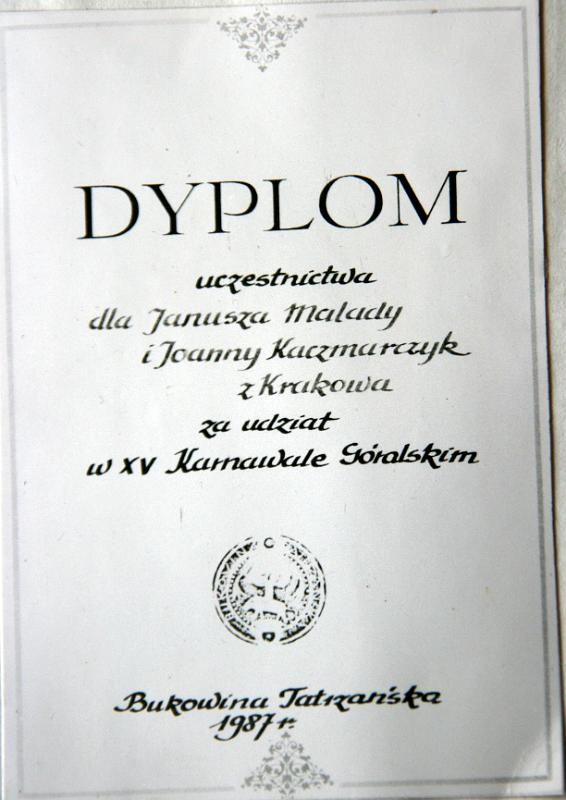 DYPLOM
uczestnictwa
dla Janusza Malady
i Joanny Kaczmarczyk
z Krakowa
za udział
w XV Karnawale Góralskim
Bukowina Tatrzańska
1987 r.